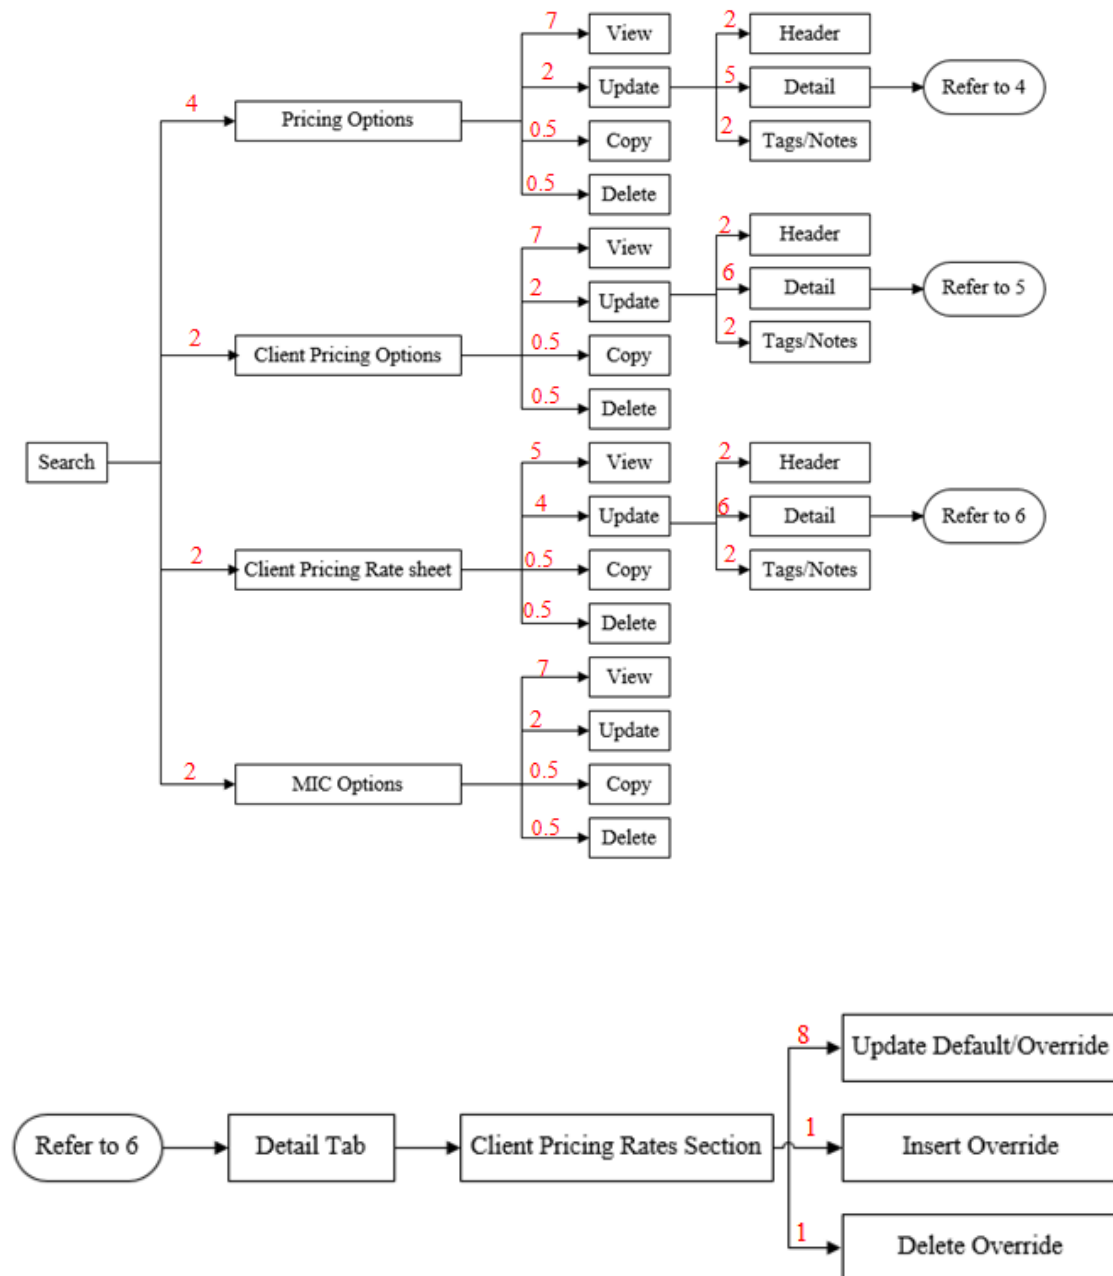 7
View
2
Header
2
Update
5
Detail
Refer to 4
4
Pricing Options
0.5
Copy
2
Tags/Notes
0.5
Delete
7
View
2
Header
2
Update
6
Detail
Refer to 5
2
Client Pricing Options
0.5
Copy
2
Tags/Notes
0.5
Delete
Search
5
View
2
Header
4
Update
6
Detail
Refer to 6
2
Client Pricing Rate sheet
0.5
Copy
2
Tags/Notes
0.5
Delete
7
View
2
Update
2
MIC Options
0.5
Copy
0.5
Delete
8
Update Default/Override
Refer to 6
Detail Tab
Client Pricing Rates Section
1
Insert Override
1
Delete Override